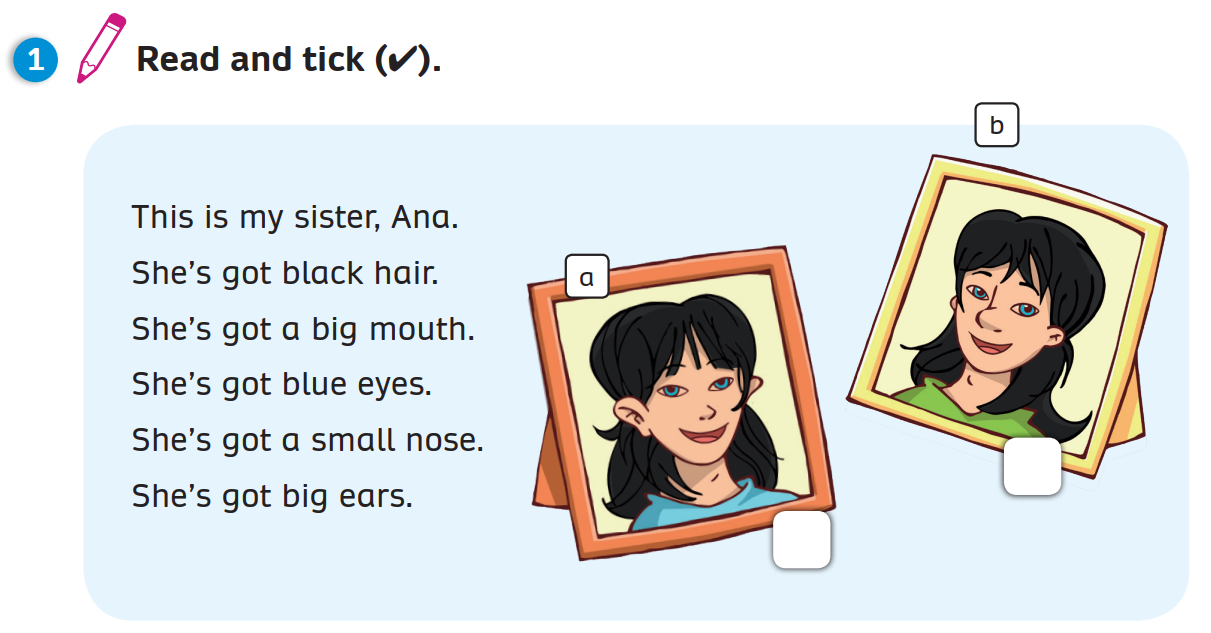 1 Read and tick (✔).
b
This is my sister, Ana.
a
She's got black hair.
She's got a big mouth.
She's got blue eyes.
She's got a small nose.
She's got big ears.